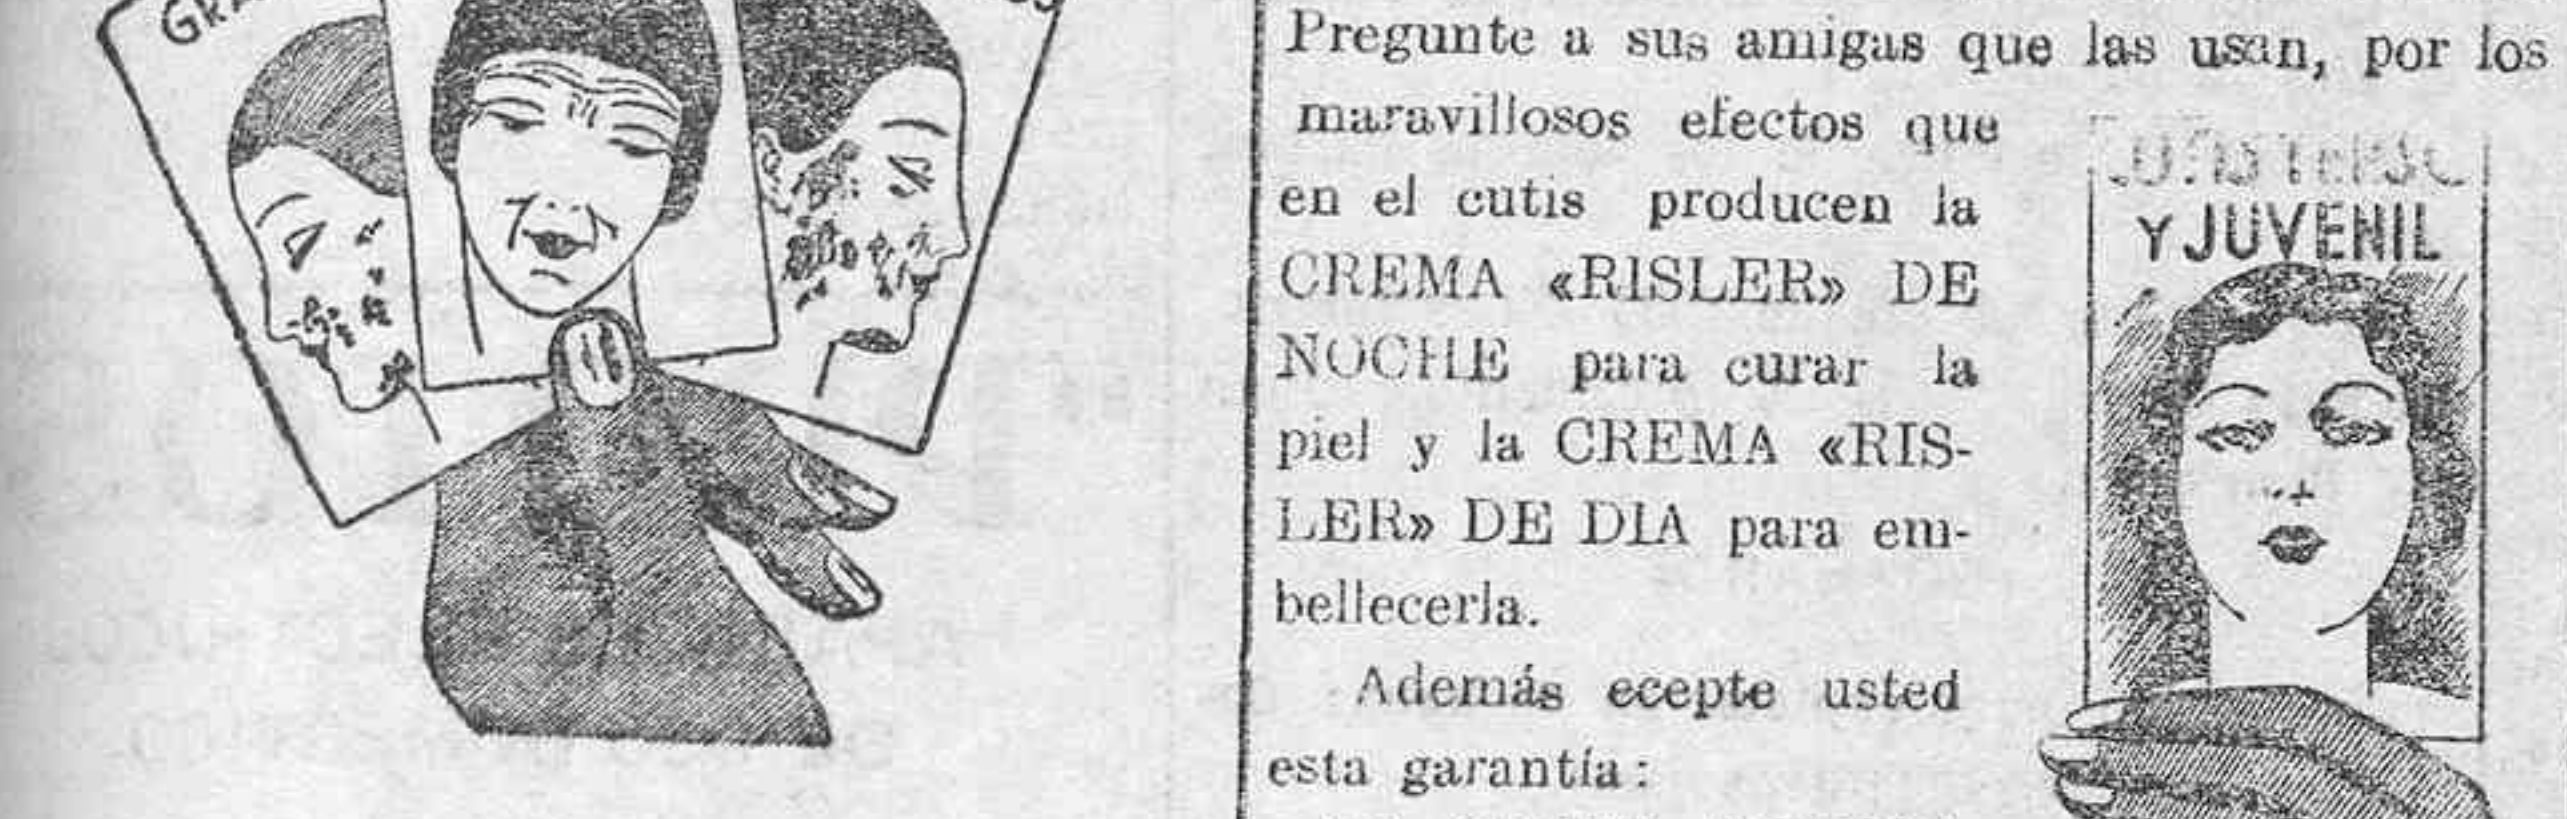 Pregunte a sus amigas que las usan, por los
maravillosos efectos que
en el cutis producen la
CREMA «RISLER» DE
NOCHE para curar la
piel y la CREMA «RIS-
LER» DE DIA para em-
bellecerla.
Además ecepte usted
esta garantía:
Y JUVENIL